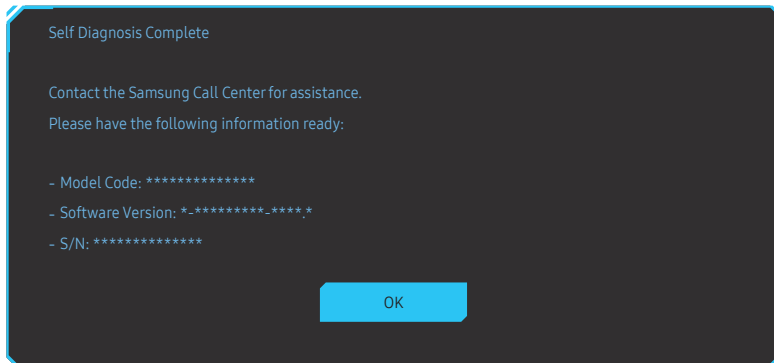 Self Diagnosis Complete
Contact the Samsung Call Center for assistance.
Please have the following information ready:
- Model Code: **************
- Software Version: *-*********-****.*
- S/N: **************
OK